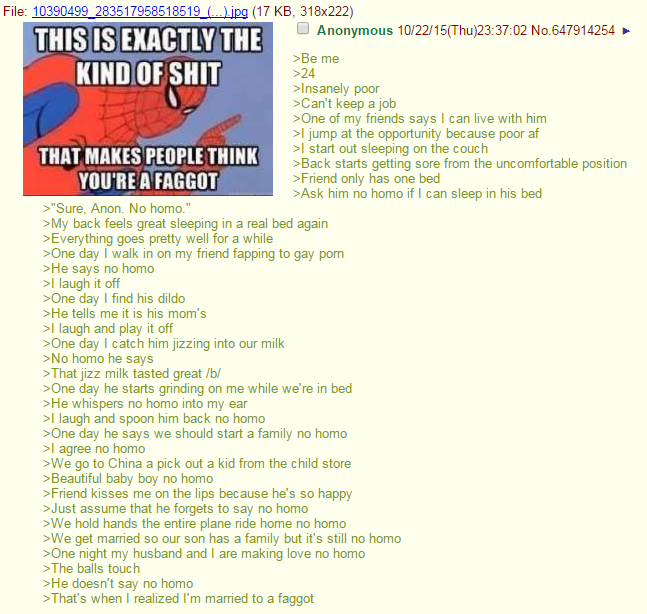 File: 10390499_283517958518519_(...).jpg (17 KB, 318x222)
THIS IS EXACTLY THE
KIND OF SHIT
THAT MAKES PEOPLE THINK
YOU'RE A FAGGOT
Anonymous 10/22/15(Thu)23:37:02 No.647914254 ►
>Be me
>24
>Insanely poor
>Can't keep a job
>One of my friends says I can live with him
>I jump at the opportunity because poor af
>I start out sleeping on the couch
>Back starts getting sore from the uncomfortable position
>Friend only has one bed
>Ask him no homo if I can sleep in his bed
>"Sure, Anon. No homo."
>My back feels great sleeping in a real bed again
>Everything goes pretty well for a while
>One day I walk in on my friend fapping to gay porn
>He says no homo
>I laugh it off
>One day I find his dildo
>He tells me it is his mom's
>I laugh and play it off
>One day I catch him jizzing into our milk
>No homo he says
>That jizz milk tasted great /b/
>One day he starts grinding on me while we're in bed
>He whispers no homo into my ear
>I laugh and spoon him back no homo
>One day he says we should start a family no homo
>I agree no homo
>We go to China a pick out a kid from the child store
>Beautiful baby boy no homo
>Friend kisses me on the lips because he's so happy
>Just assume that he forgets to say no homo
>We hold hands the entire plane ride home no homo
>We get married so our son has a family but it's still no homo
>One night my husband and I are making love no homo
>The balls touch
>He doesn't say no homo
>That's when I realized I'm married to a faggot